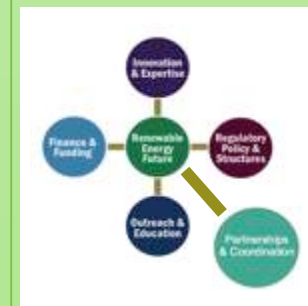 Innovation
& Expertise
Finance &
Funding
Renewable
Energy
Future
Regulatory
Policy &
Structures
Outreach &
Education
Partnerships
& Coordination